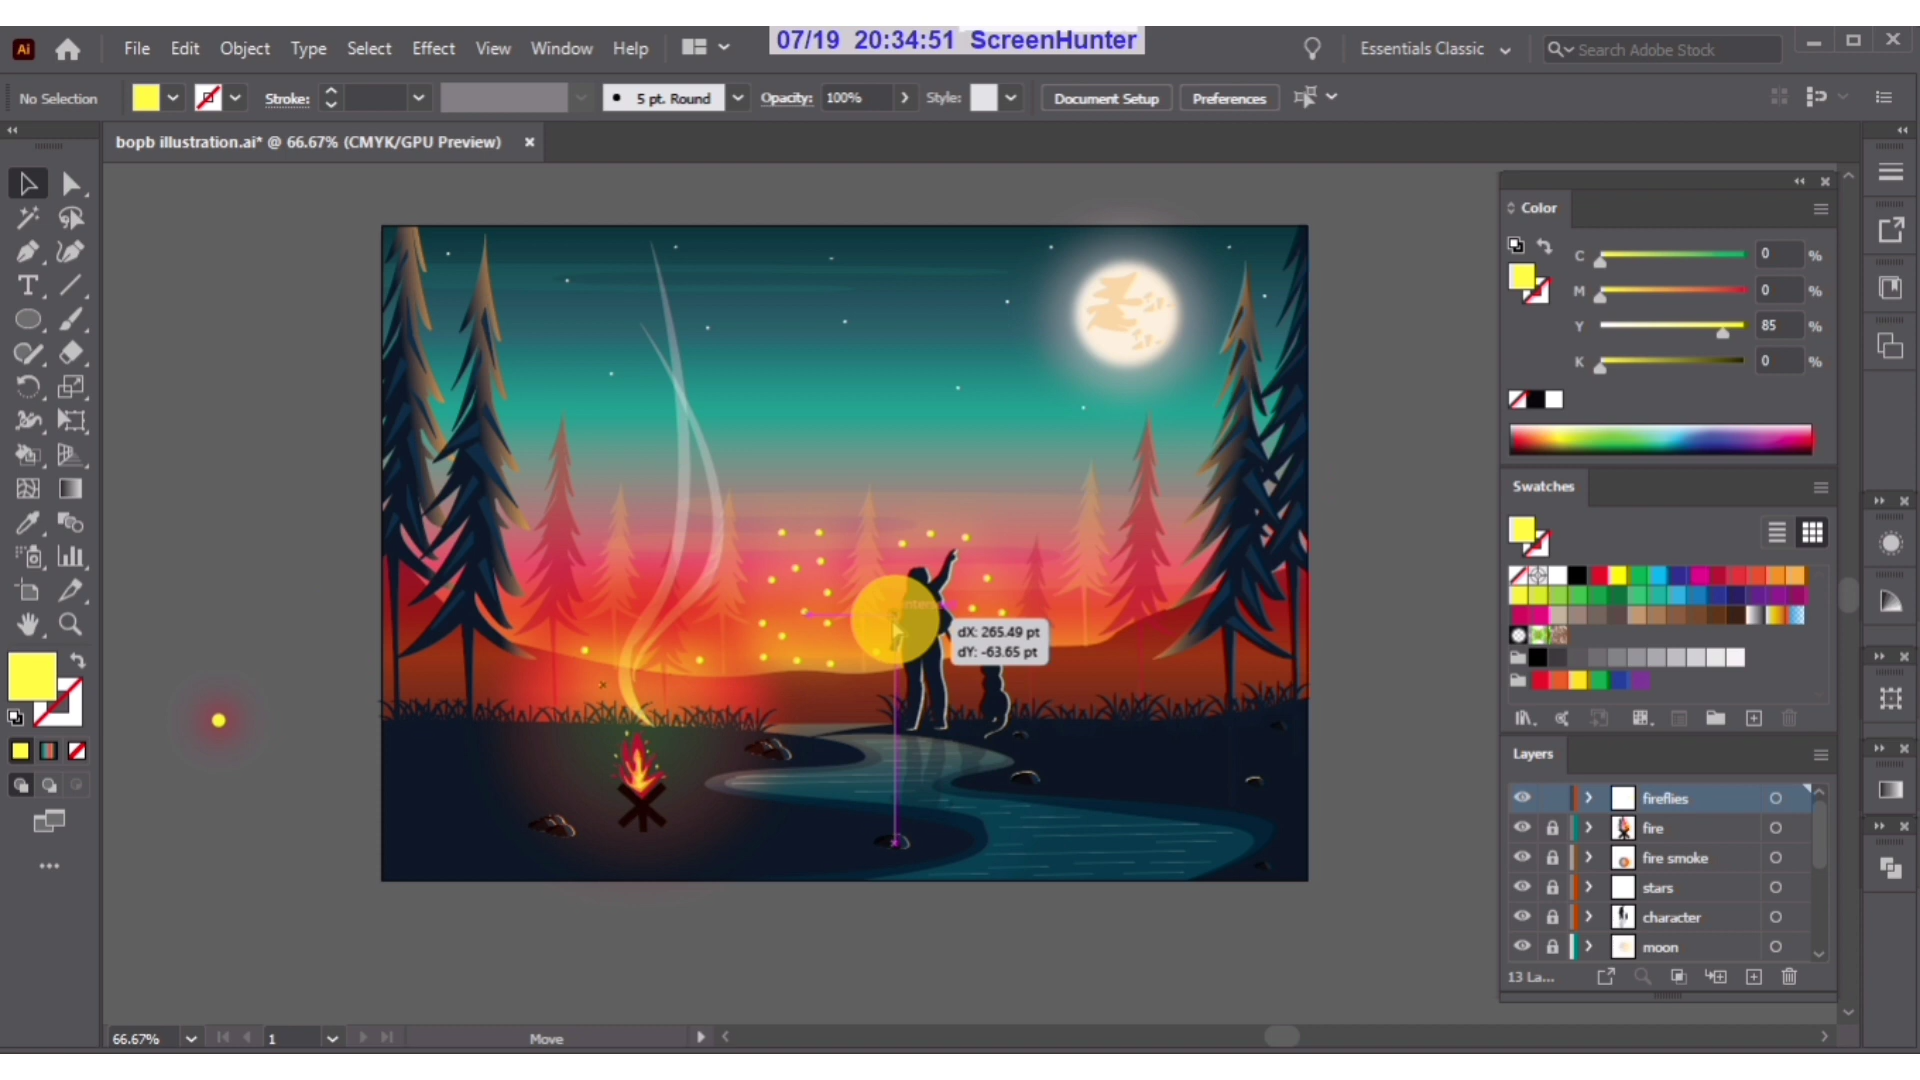 07/19 20:34:51 ScreenHunter
Ai File Edit Object Type Select Effect View Window Help Essentials Classic Search Adobe Stock
No Selection Stroke: 5 pt. Round Opacity: 100% Style: Document Setup Preferences
bopb illustration.ai* @ 66.67% (CMYK/GPU Preview)
Color
C 0 %
M 0 %
Y 85 %
K 0 %
Swatches
dX: 265.49 pt
dY: -63.65 pt
Layers
fireflies
fire
fire smoke
stars
character
moon
13 La...
66.67% 1 Move